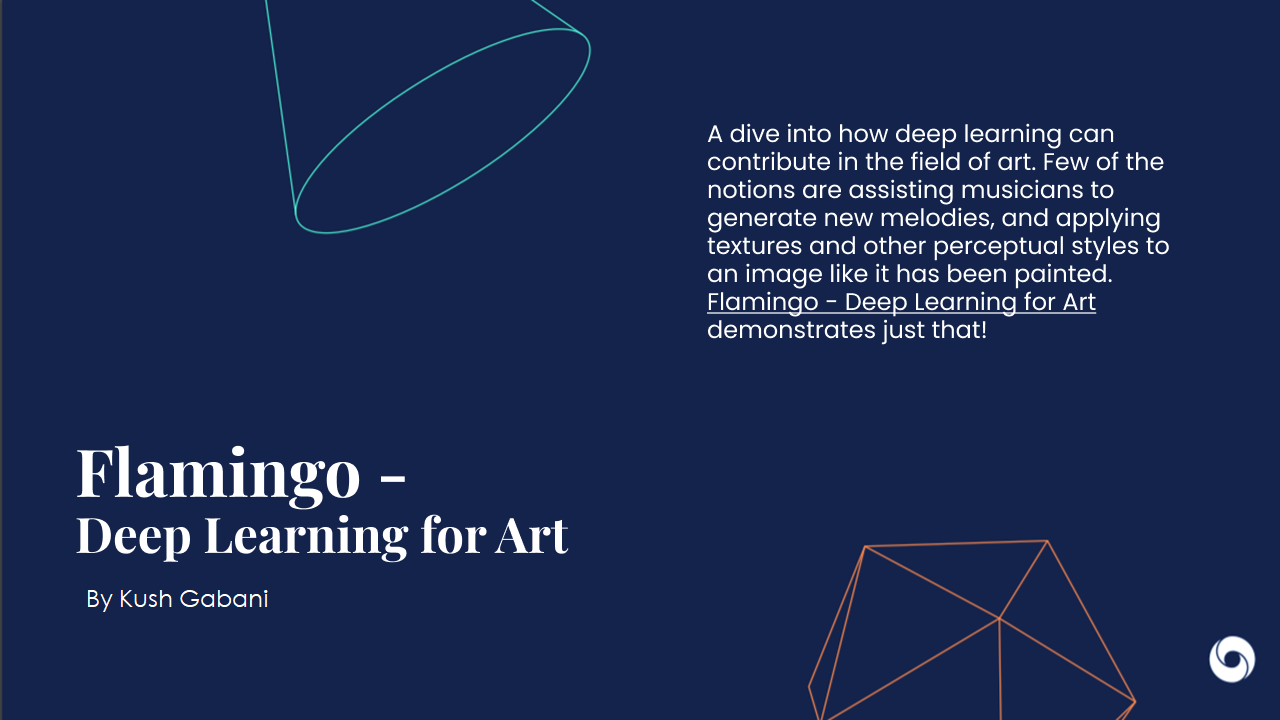 A dive into how deep learning can
contribute in the field of art. Few of the
notions are assisting musicians to
generate new melodies, and applying
textures and other perceptual styles to
an image like it has been painted.
Flamingo - Deep Learning for Art
demonstrates just that!
Flamingo -
Deep Learning for Art
By Kush Gabani